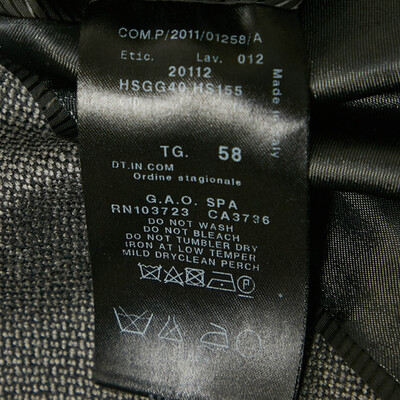 COM.P/2011/01258/A
Etic. Lav. 012
20112
HSGG40 HS155
Made in Italy
TG. 58
DT.IN.COM
Ordine stagionale
G.A.O. SPA
RN103723 CA3736
DO NOT WASH
DO NOT BLEACH
DO NOT TUMBLER DRY
IRON AT LOW TEMPER
MILD DRYCLEAN PERCH
P